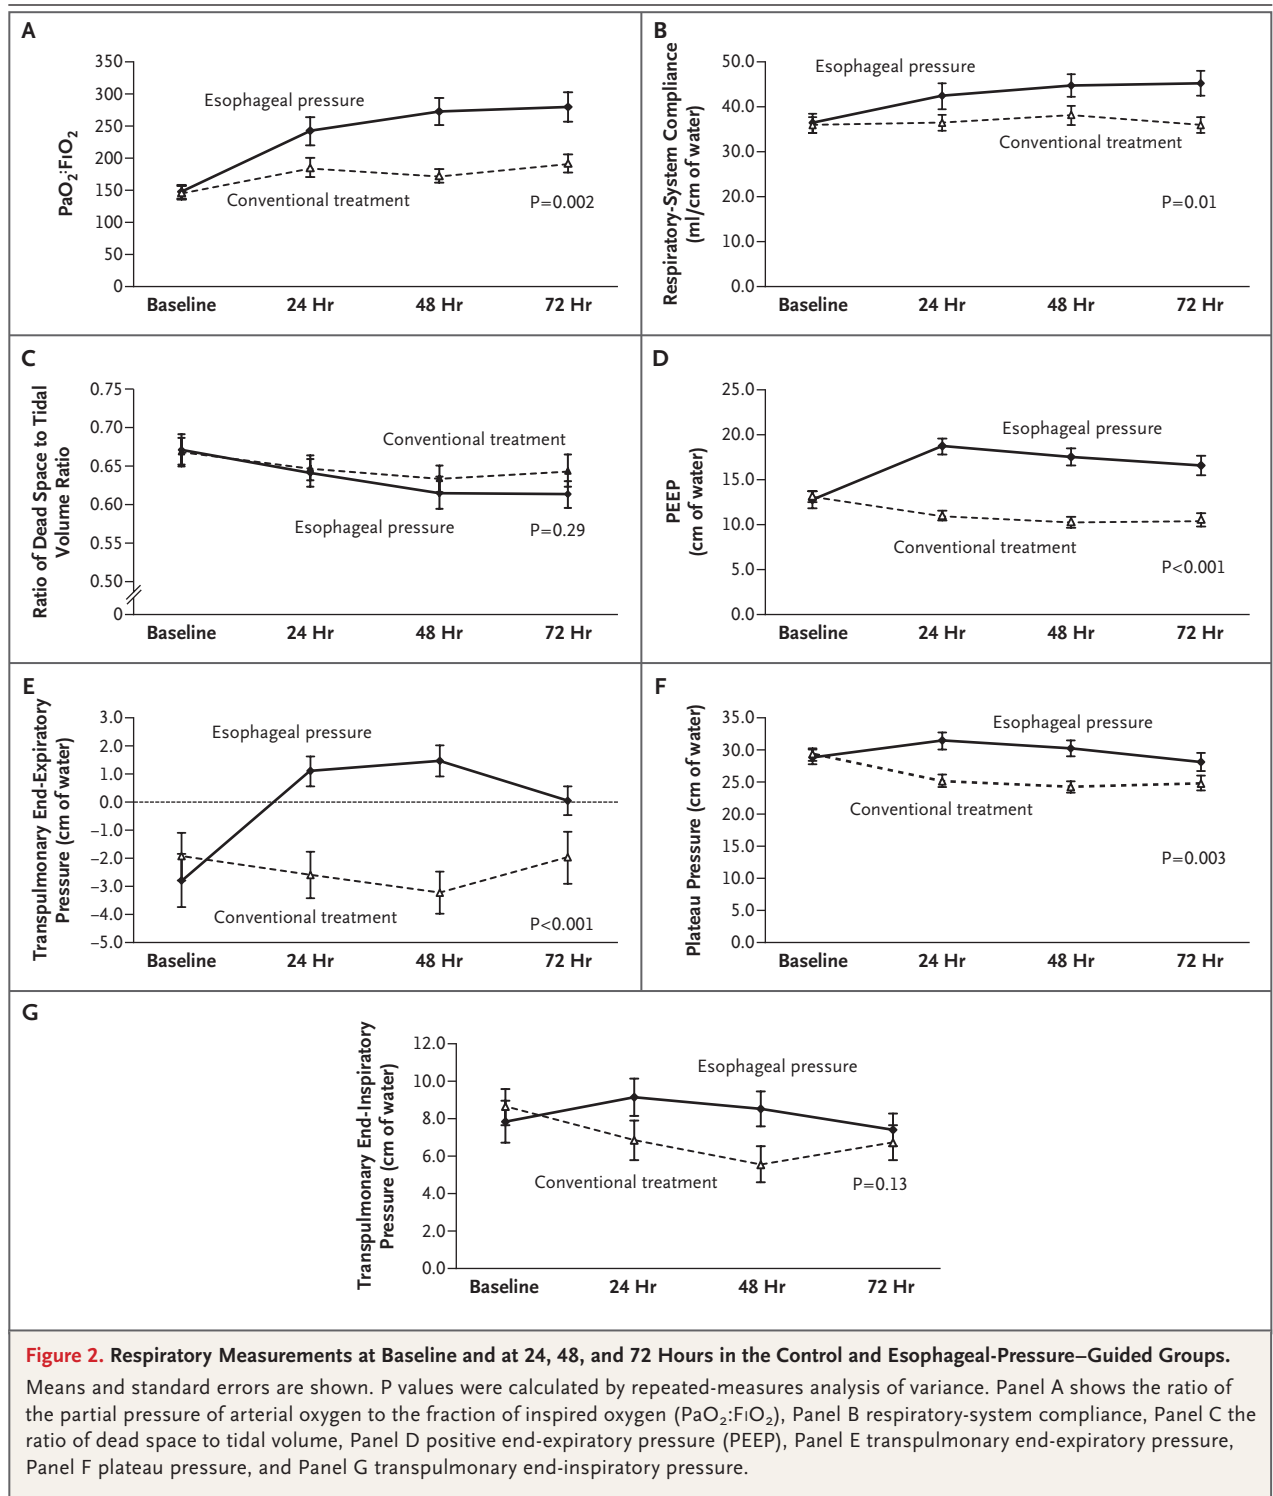 A
PaO₂:FiO₂
350
300
250
200
150
100
50
0
Esophageal pressure
Conventional treatment
P=0.002
Baseline
24 Hr
48 Hr
72 Hr
B
Respiratory-System Compliance
(ml/cm of water)
50.0
40.0
30.0
20.0
10.0
0.0
Esophageal pressure
Conventional treatment
P=0.01
Baseline
24 Hr
48 Hr
72 Hr
C
Ratio of Dead Space to Tidal
Volume Ratio
0.75
0.70
0.65
0.60
0.55
0.50
0
Conventional treatment
Esophageal pressure
P=0.29
Baseline
24 Hr
48 Hr
72 Hr
D
PEEP
(cm of water)
25.0
20.0
15.0
10.0
5.0
0.0
Esophageal pressure
Conventional treatment
P<0.001
Baseline
24 Hr
48 Hr
72 Hr
E
Transpulmonary End-Expiratory
Pressure (cm of water)
3.0
2.0
1.0
0.0
−1.0
−2.0
−3.0
−4.0
−5.0
Esophageal pressure
Conventional treatment
P<0.001
Baseline
24 Hr
48 Hr
72 Hr
F
Plateau Pressure (cm of water)
35.0
30.0
25.0
20.0
15.0
10.0
5.0
0.0
Esophageal pressure
Conventional treatment
P=0.003
Baseline
24 Hr
48 Hr
72 Hr
G
Transpulmonary End-Inspiratory
Pressure (cm of water)
12.0
10.0
8.0
6.0
4.0
2.0
0.0
Esophageal pressure
Conventional treatment
P=0.13
Baseline
24 Hr
48 Hr
72 Hr
Figure 2. Respiratory Measurements at Baseline and at 24, 48, and 72 Hours in the Control and Esophageal-Pressure–Guided Groups.
Means and standard errors are shown. P values were calculated by repeated-measures analysis of variance. Panel A shows the ratio of
the partial pressure of arterial oxygen to the fraction of inspired oxygen (PaO₂:FiO₂), Panel B respiratory-system compliance, Panel C the
ratio of dead space to tidal volume, Panel D positive end-expiratory pressure (PEEP), Panel E transpulmonary end-expiratory pressure,
Panel F plateau pressure, and Panel G transpulmonary end-inspiratory pressure.